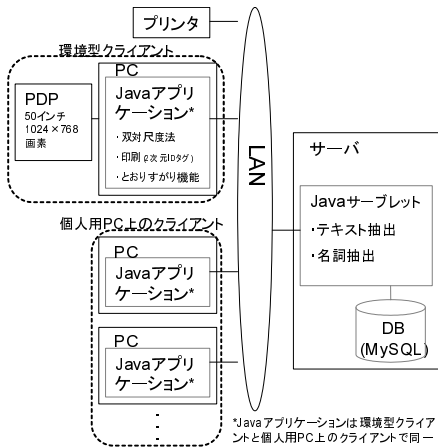 プリンタ
環境型クライアント
PC
PDP
50インチ
1024×768
画素
Javaアプリ
ケーション*
・双対尺度法
・印刷(2次元IDタグ)
・とおりすがり機能
個人用PC上のクライアント
PC
Javaアプリ
ケーション*
PC
Javaアプリ
ケーション*
LAN
サーバ
Javaサーブレット
・テキスト抽出
・名詞抽出
DB
(MySQL)
*Javaアプリケーションは環境型クライア
ントと個人用PC上のクライアントで同一